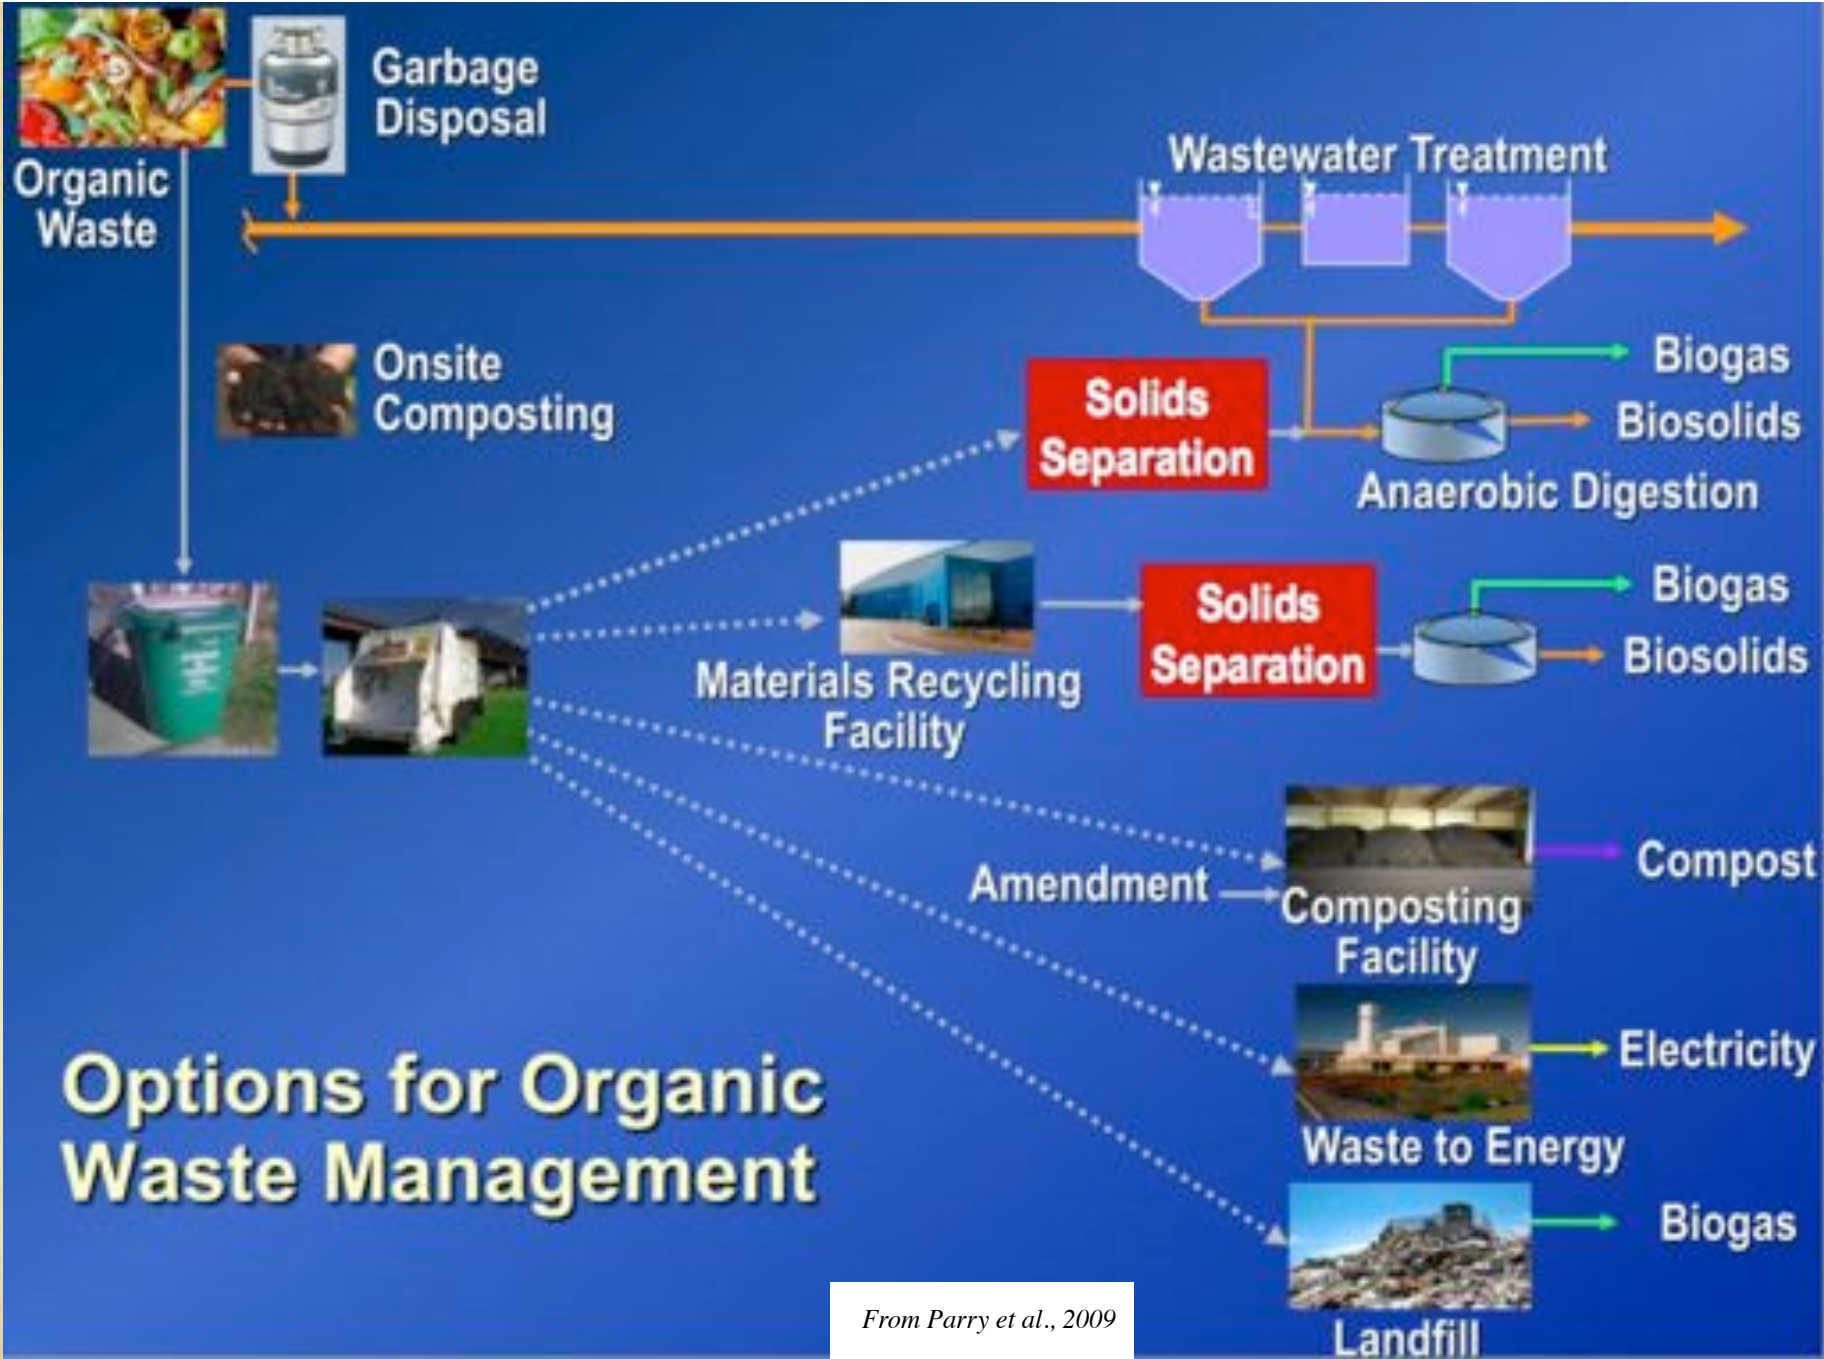 Garbage
Disposal
Organic
Waste
Wastewater Treatment
Onsite
Composting
Solids
Separation
Biogas
Biosolids
Anaerobic Digestion
Materials Recycling
Facility
Solids
Separation
Biogas
Biosolids
Amendment
Composting
Facility
Compost
Electricity
Waste to Energy
Biogas
Landfill
Options for Organic
Waste Management
From Parry et al., 2009